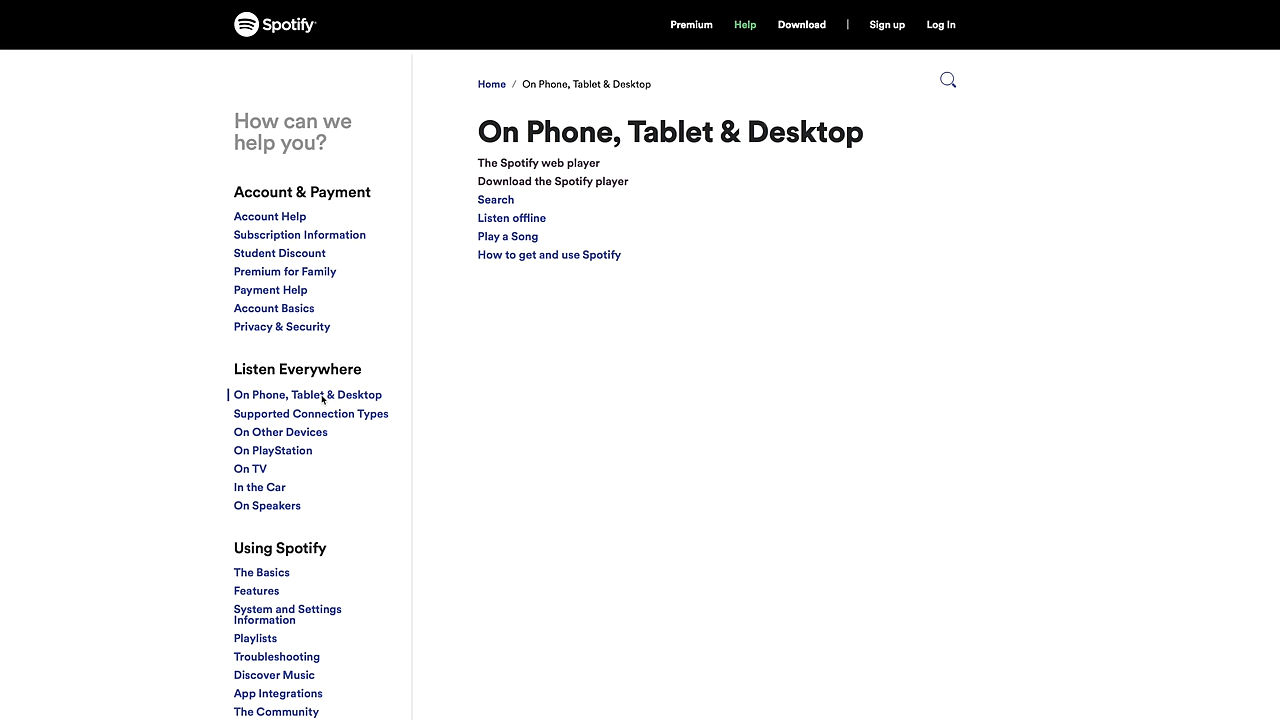 Spotify
Premium Help Download | Sign up Log In
How can we
help you?
Account & Payment
Account Help
Subscription Information
Student Discount
Premium for Family
Payment Help
Account Basics
Privacy & Security
Listen Everywhere
On Phone, Tablet & Desktop
Supported Connection Types
On Other Devices
On PlayStation
On TV
In the Car
On Speakers
Using Spotify
The Basics
Features
System and Settings
Information
Playlists
Troubleshooting
Discover Music
App Integrations
The Community
Home / On Phone, Tablet & Desktop
On Phone, Tablet & Desktop
The Spotify web player
Download the Spotify player
Search
Listen offline
Play a Song
How to get and use Spotify